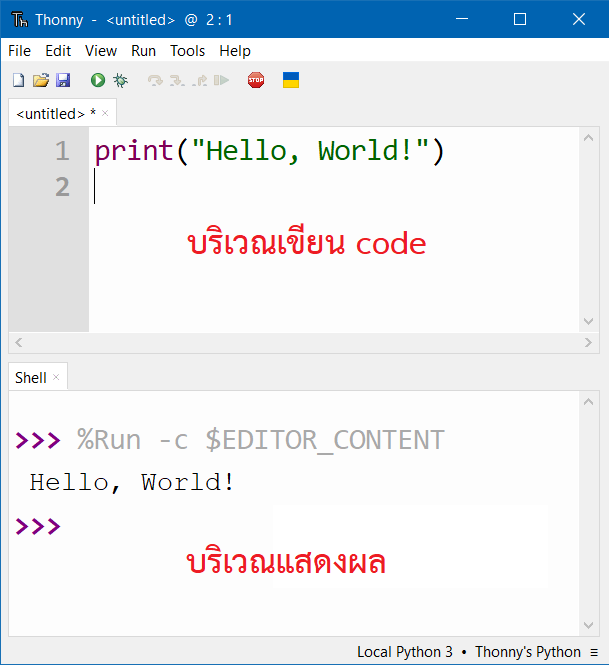 Th Thonny - <untitled> @ 2 : 1
File Edit View Run Tools Help
STOP
<untitled> * ×
1 print("Hello, World!")
2
บริเวณเขียน code
Shell ×
>>> %Run -c $EDITOR_CONTENT
Hello, World!
>>>
บริเวณแสดงผล
Local Python 3 • Thonny's Python ≡